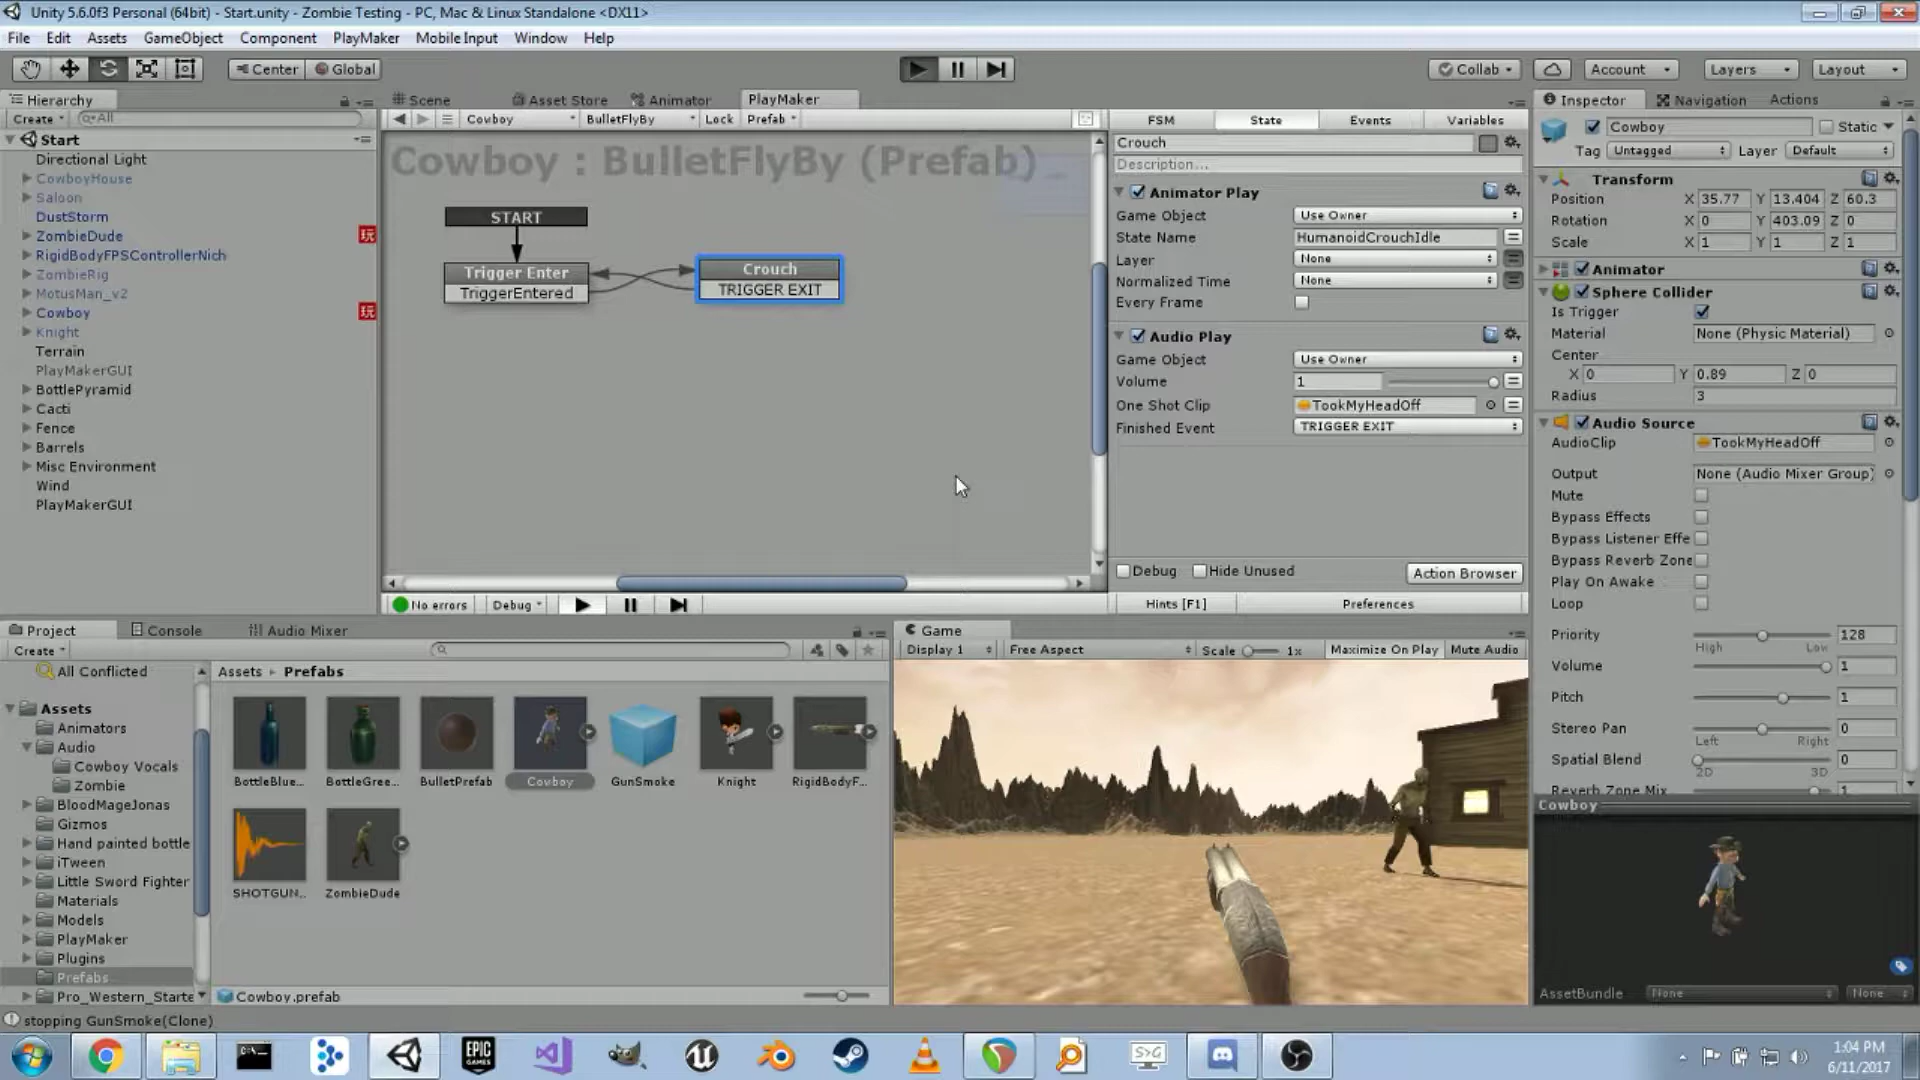 Unity 5.6.0f3 Personal (64bit) - Start.unity - Zombie Testing - PC, Mac & Linux Standalone <DX11>
File Edit Assets GameObject Component PlayMaker Mobile Input Window Help
Center Global Collab Account Layers Layout
Hierarchy
Create All
Start
Directional Light
CowboyHouse
Saloon
DustStorm
ZombieDude 玩
RigidBodyFPSControllerNich
ZombieRig
MotusMan_v2
Cowboy 玩
Knight
Terrain
PlayMakerGUI
BottlePyramid
Cacti
Fence
Barrels
Misc Environment
Wind
PlayMakerGUI
Scene Asset Store Animator PlayMaker
Cowboy BulletFlyBy Lock Prefab
Cowboy : BulletFlyBy (Prefab)
START
Trigger Enter
TriggerEntered
Crouch
TRIGGER EXIT
No errors Debug
FSM State Events Variables
Crouch
Description...
Animator Play
Game Object Use Owner
State Name HumanoidCrouchIdle
Layer None
Normalized Time None
Every Frame
Audio Play
Game Object Use Owner
Volume 1
One Shot Clip TookMyHeadOff
Finished Event TRIGGER EXIT
Debug Hide Unused Action Browser
Hints [F1] Preferences
Inspector Navigation Actions
Cowboy Static
Tag Untagged Layer Default
Transform
Position X 35.77 Y 13.404 Z 60.3
Rotation X 0 Y 403.09 Z 0
Scale X 1 Y 1 Z 1
Animator
Sphere Collider
Is Trigger
Material None (Physic Material)
Center
X 0 Y 0.89 Z 0
Radius 3
Audio Source
AudioClip TookMyHeadOff
Output None (Audio Mixer Group)
Mute
Bypass Effects
Bypass Listener Effe
Bypass Reverb Zone
Play On Awake
Loop
Priority 128
High Low
Volume 1
Pitch 1
Stereo Pan 0
Left Right
Spatial Blend 0
2D 3D
Reverb Zone Mix 1
Cowboy
AssetBundle None None
Project Console Audio Mixer
Create
All Conflicted
Assets
Animators
Audio
Cowboy Vocals
Zombie
BloodMageJonas
Gizmos
Hand painted bottle
iTween
Little Sword Fighter
Materials
Models
PlayMaker
Plugins
Prefabs
Pro_Western_Starte
Assets Prefabs
BottleBlue... BottleGree... BulletPrefab Cowboy GunSmoke Knight RigidBodyF...
SHOTGUN... ZombieDude
Cowboy.prefab
Game
Display 1 Free Aspect Scale 1x Maximize On Play Mute Audio
stopping GunSmoke(Clone)
EPIC
GAMES
1:04 PM
6/11/2017